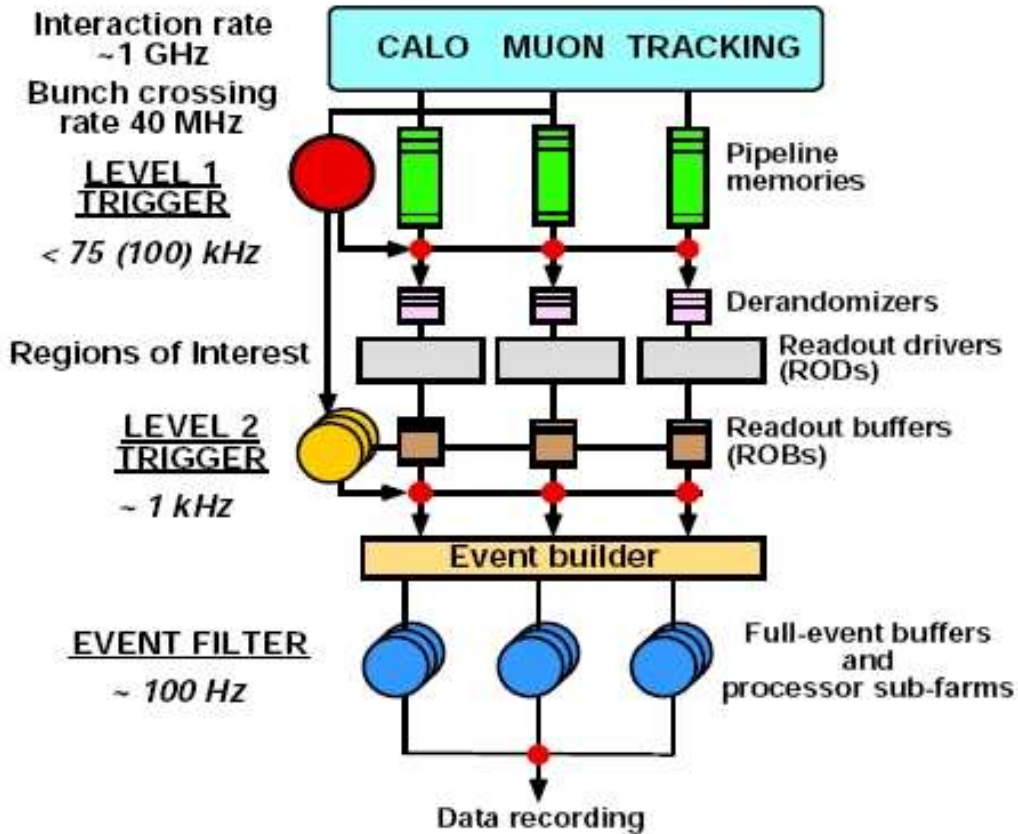 Interaction rate
~1 GHz
CALO MUON TRACKING
Bunch crossing
rate 40 MHz
LEVEL 1
TRIGGER
Pipeline
memories
< 75 (100) kHz
Derandomizers
Regions of Interest
Readout drivers
(RODs)
LEVEL 2
TRIGGER
Readout buffers
(ROBs)
~ 1 kHz
Event builder
EVENT FILTER
~ 100 Hz
Full-event buffers
and
processor sub-farms
Data recording